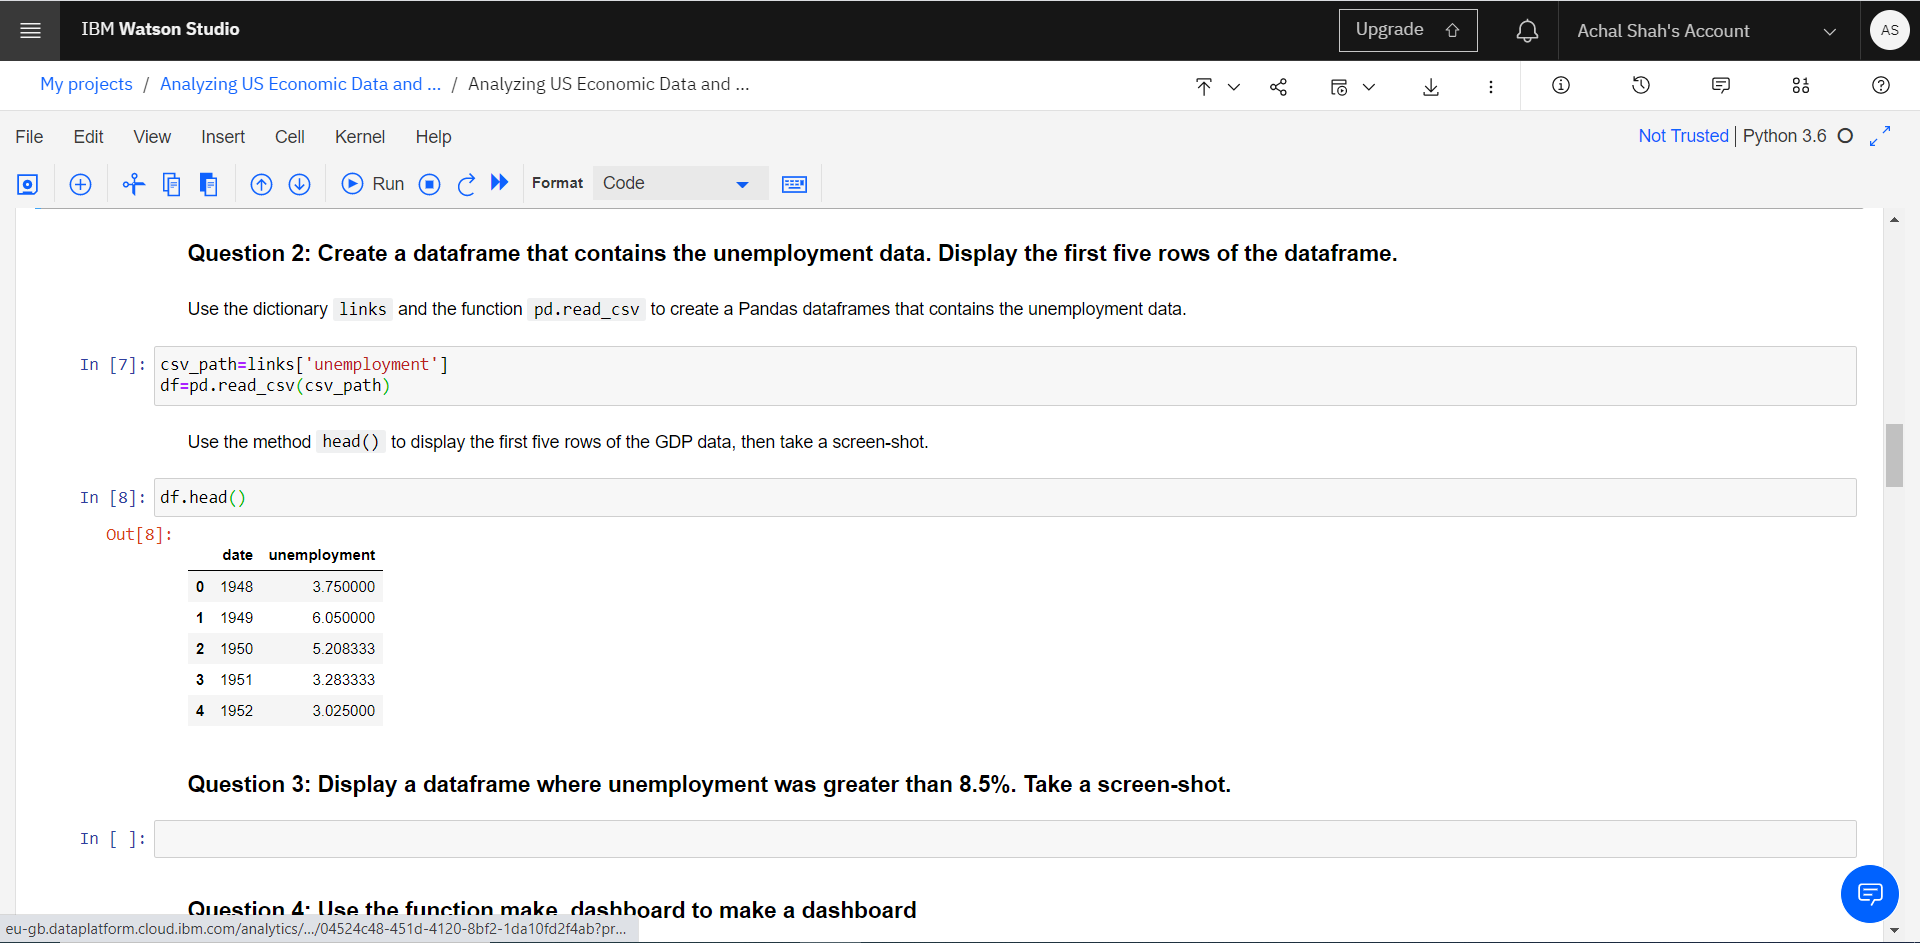 IBM Watson Studio
Upgrade
Achal Shah's Account
AS
My projects / Analyzing US Economic Data and ... / Analyzing US Economic Data and ...
File Edit View Insert Cell Kernel Help
Not Trusted | Python 3.6
Run
Format
Code
Question 2: Create a dataframe that contains the unemployment data. Display the first five rows of the dataframe.
Use the dictionary links and the function pd.read_csv to create a Pandas dataframes that contains the unemployment data.
In [7]:
csv_path=links['unemployment']
df=pd.read_csv(csv_path)
Use the method head() to display the first five rows of the GDP data, then take a screen-shot.
In [8]: df.head()
Out[8]:
date unemployment
0 1948 3.750000
1 1949 6.050000
2 1950 5.208333
3 1951 3.283333
4 1952 3.025000
Question 3: Display a dataframe where unemployment was greater than 8.5%. Take a screen-shot.
In [ ]:
Question 4: Use the function make_dashboard to make a dashboard
eu-gb.dataplatform.cloud.ibm.com/analytics/.../04524c48-451d-4120-8bf2-1da10fd2f4ab?pr...